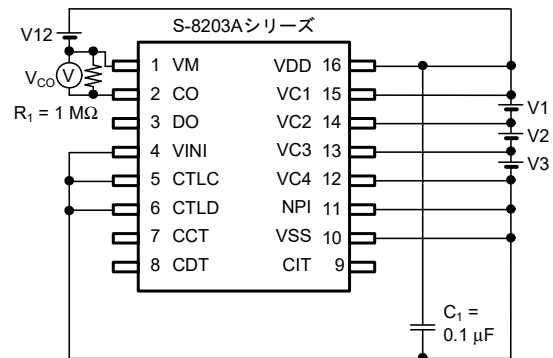 S-8203Aシリーズ
V12
V
VCO
R1 = 1 MΩ
1 VM
2 CO
3 DO
4 VINI
5 CTLC
6 CTLD
7 CCT
8 CDT
VDD 16
VC1 15
VC2 14
VC3 13
VC4 12
NPI 11
VSS 10
CIT 9
V1
V2
V3
C1 =
0.1 μF